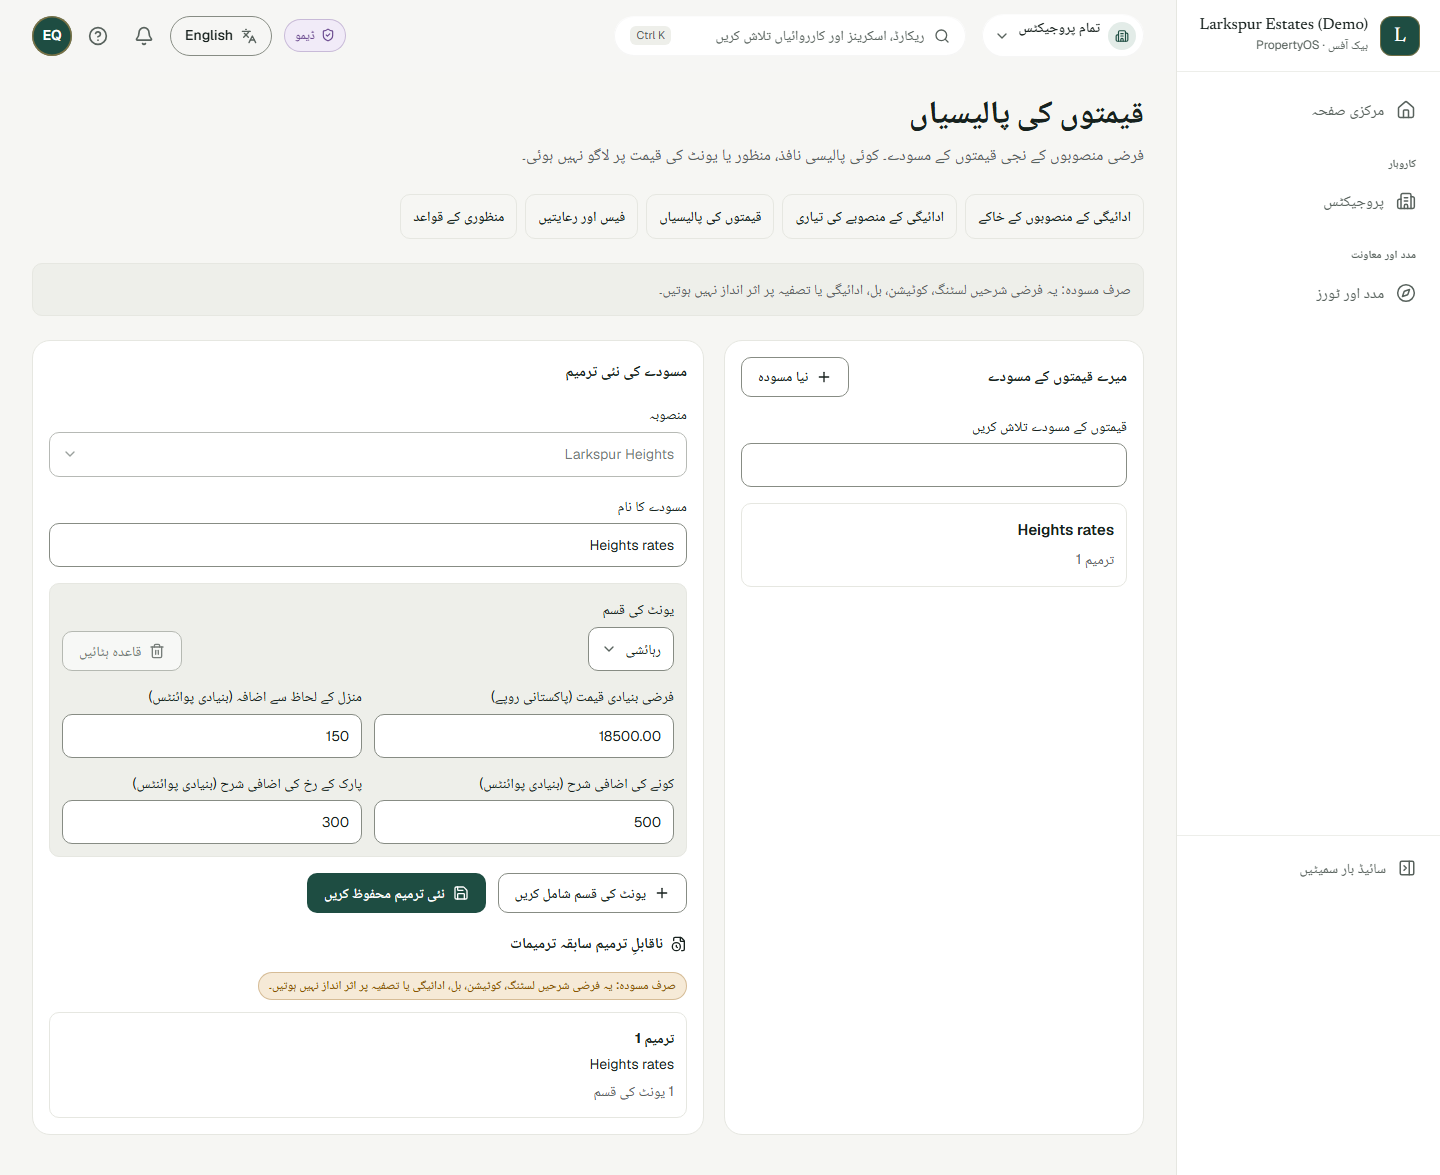 Larkspur Estates (Demo)
بیک آفس · PropertyOS
L
مرکزی صفحہ
کاروبار
پروجیکٹس
مدد اور معاونت
مدد اور ٹورز
سائیڈ بار سمیٹیں
تمام پروجیکٹس
ریکارڈ، اسکرینز اور کارروائیاں تلاش کریں
Ctrl K
ڈیمو
English
EQ
قیمتوں کی پالیسیاں
فرضی منصوبوں کے نجی قیمتوں کے مسودے۔ کوئی پالیسی نافذ، منظور یا یونٹ کی قیمت پر لاگو نہیں ہوئی۔
ادائیگی کے منصوبوں کے خاکے
ادائیگی کے منصوبے کی تیاری
قیمتوں کی پالیسیاں
فیس اور رعایتیں
منظوری کے قواعد
صرف مسودہ: یہ فرضی شرحیں لسٹنگ، کوٹیشن، بل، ادائیگی یا تصفیہ پر اثر انداز نہیں ہوتیں۔
میرے قیمتوں کے مسودے
نیا مسودہ
قیمتوں کے مسودے تلاش کریں
Heights rates
ترمیم 1
مسودے کی نئی ترمیم
منصوبہ
Larkspur Heights
مسودے کا نام
Heights rates
یونٹ کی قسم
رہائشی
قاعدہ ہٹائیں
فرضی بنیادی قیمت (پاکستانی روپے)
منزل کے لحاظ سے اضافہ (بنیادی پوائنٹس)
18500.00
150
کونے کی اضافی شرح (بنیادی پوائنٹس)
پارک کے رخ کی اضافی شرح (بنیادی پوائنٹس)
500
300
یونٹ کی قسم شامل کریں
نئی ترمیم محفوظ کریں
ناقابلِ ترمیم سابقہ ترمیمات
صرف مسودہ: یہ فرضی شرحیں لسٹنگ، کوٹیشن، بل، ادائیگی یا تصفیہ پر اثر انداز نہیں ہوتیں۔
ترمیم 1
Heights rates
1 یونٹ کی قسم